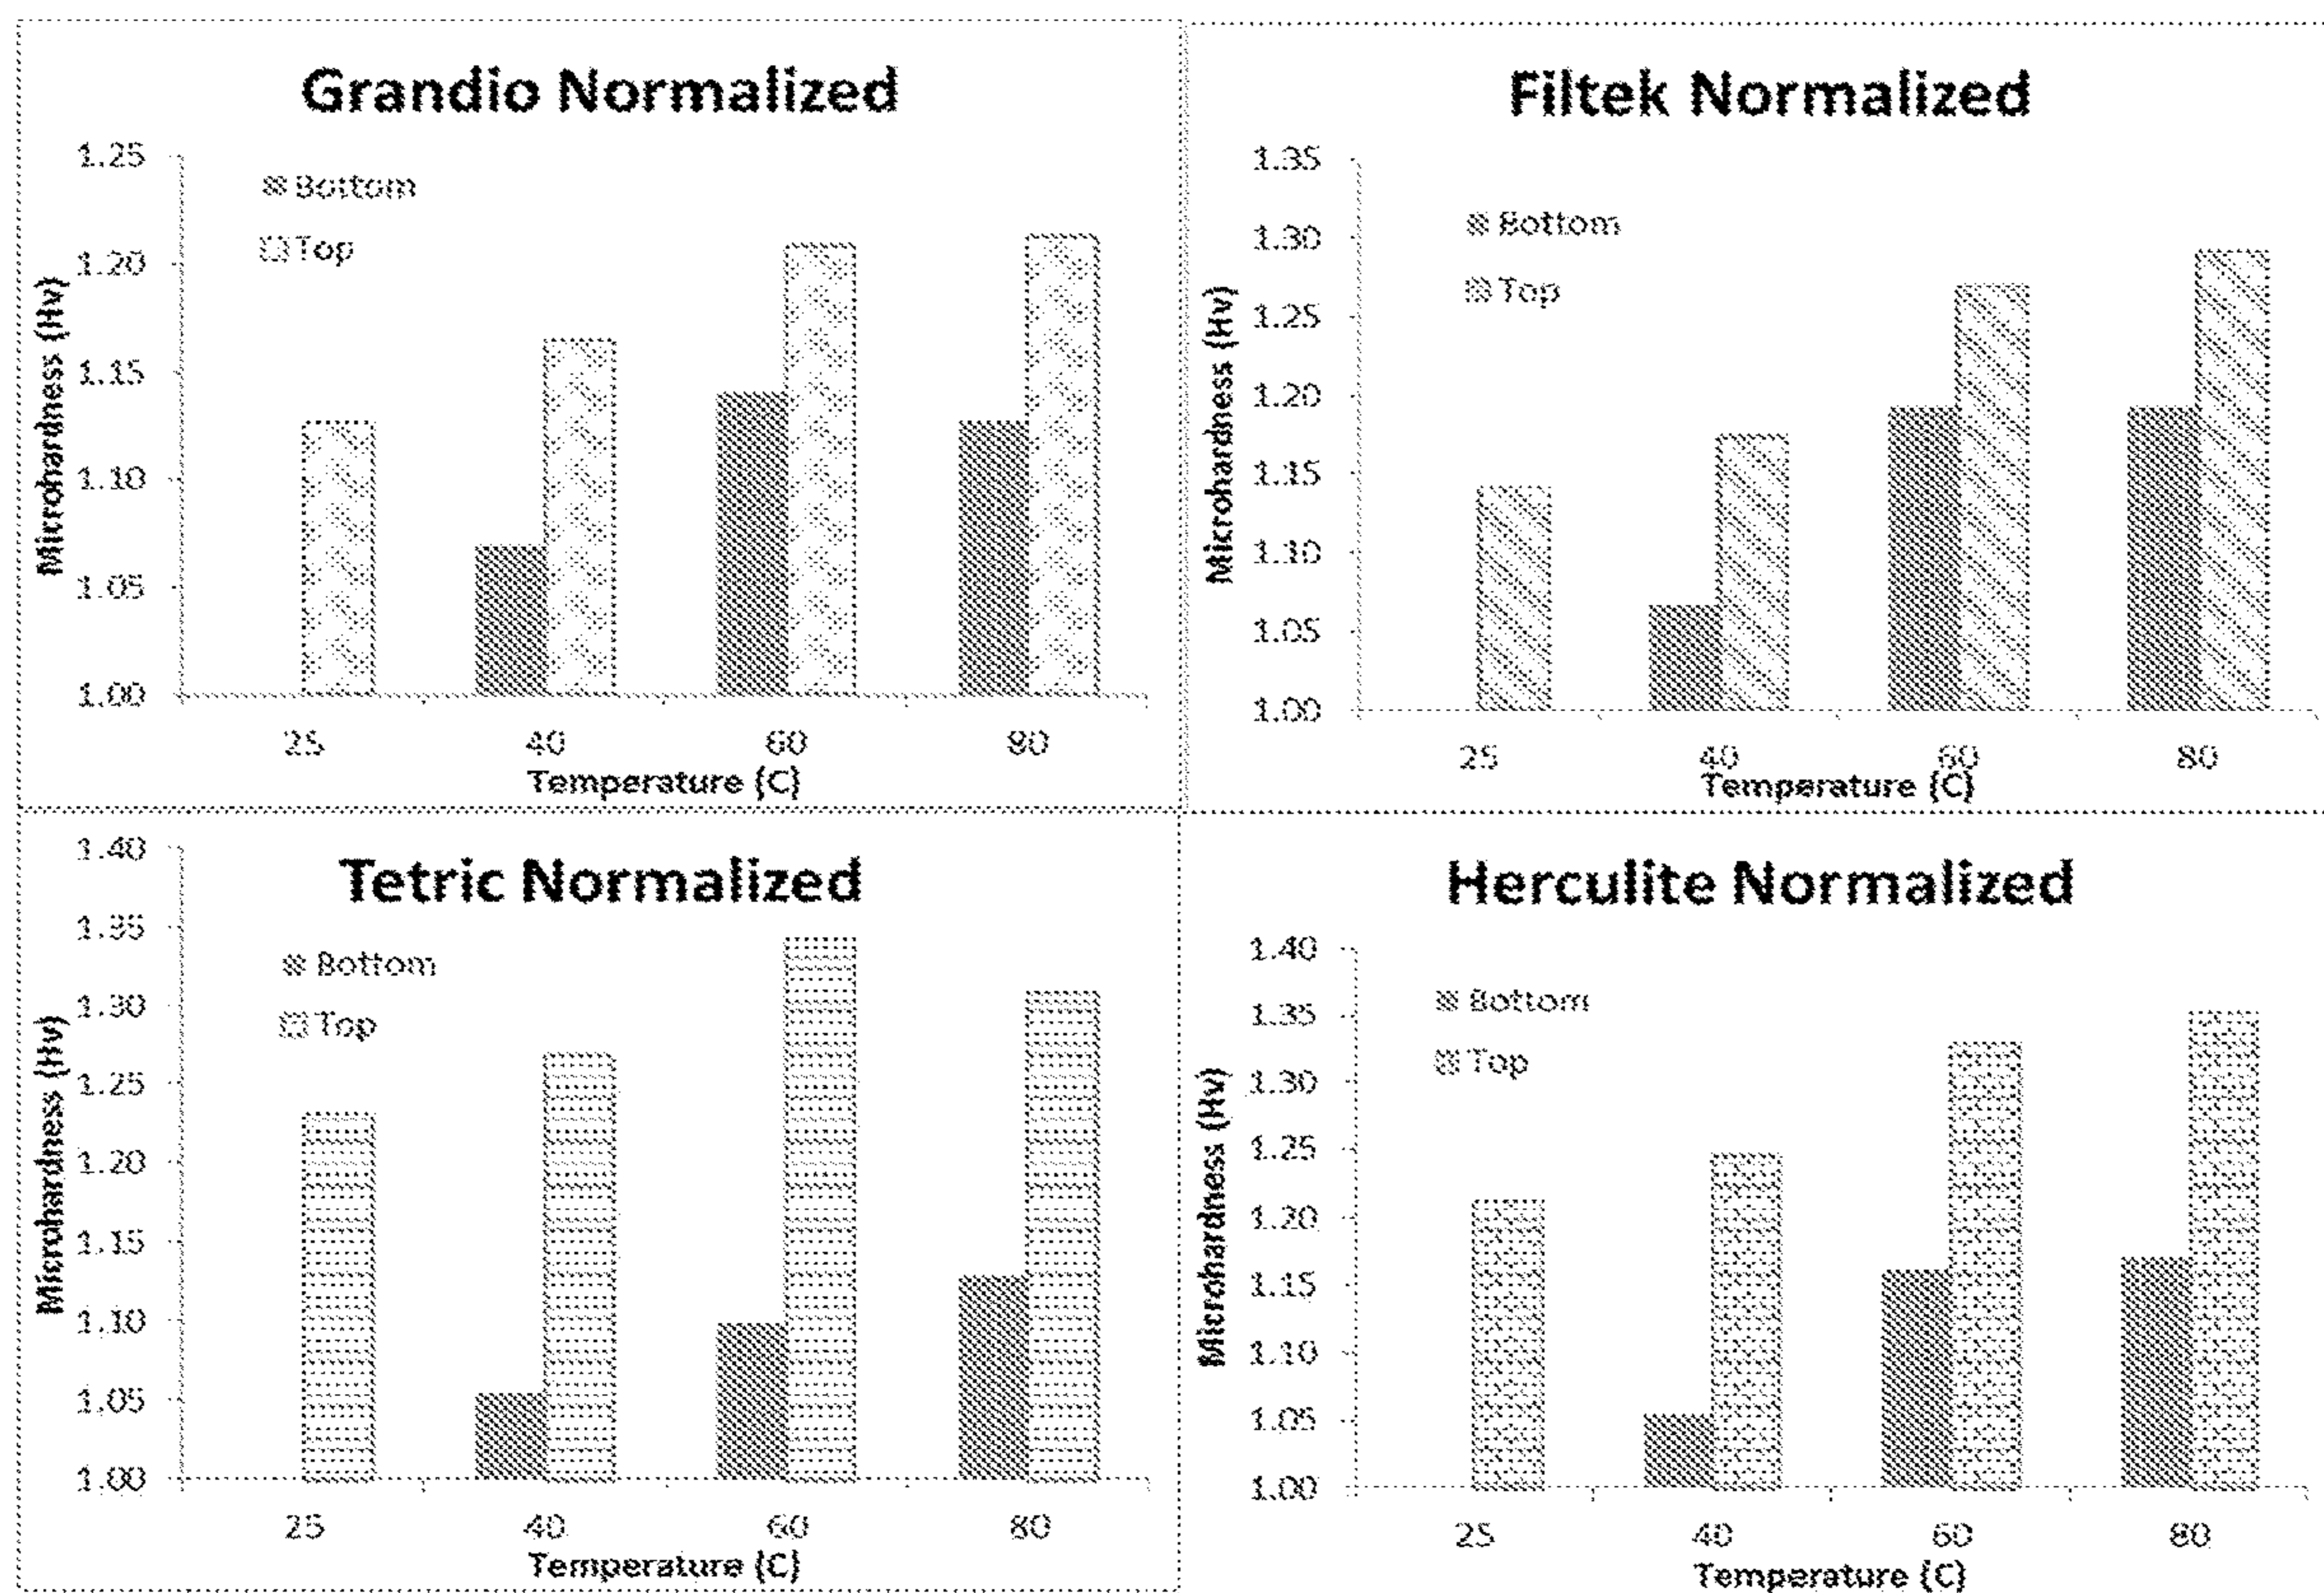 Grandio Normalized
1.25
1.20
1.15
1.10
1.05
1.00
Microhardness (Hv)
Bottom
Top
25 40 60 80
Temperature (C)
Filtek Normalized
1.35
1.30
1.25
1.20
1.15
1.10
1.05
1.00
Microhardness (Hv)
Bottom
Top
25 40 60 80
Temperature (C)
Tetric Normalized
1.40
1.35
1.30
1.25
1.20
1.15
1.10
1.05
1.00
Microhardness (Hv)
Bottom
Top
25 40 60 80
Temperature (C)
Herculite Normalized
1.40
1.35
1.30
1.25
1.20
1.15
1.10
1.05
1.00
Microhardness (Hv)
Bottom
Top
25 40 60 80
Temperature (C)